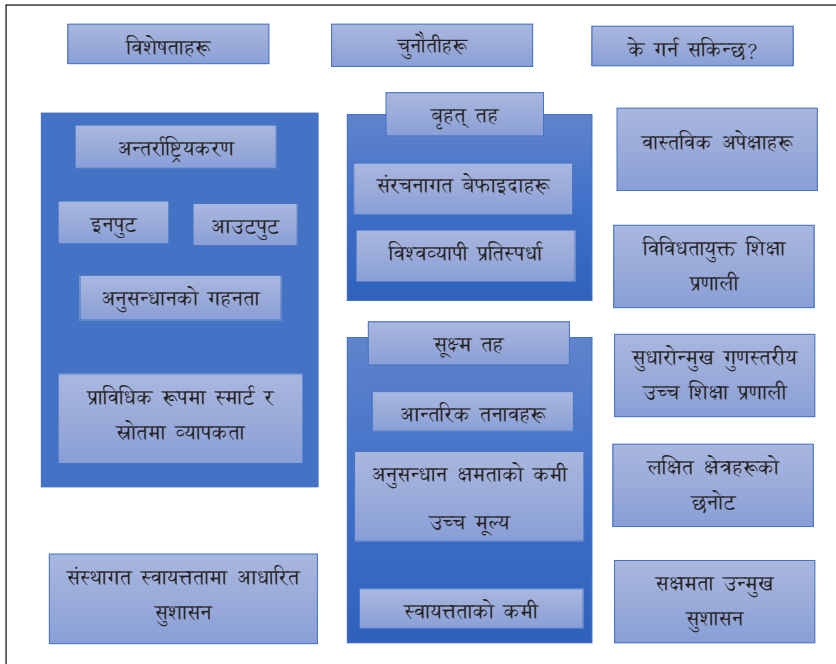 विशेषताहरू
चुनौतीहरू
के गर्न सकिन्छ?
अन्तर्राष्ट्रियकरण
इनपुट
आउटपुट
अनुसन्धानको गहनता
प्राविधिक रूपमा स्मार्ट र
स्रोतमा व्यापकता
संस्थागत स्वायत्ततामा आधारित
सुशासन
बृहत् तह
संरचनागत बेफाइदाहरू
विश्वव्यापी प्रतिस्पर्धा
सूक्ष्म तह
आन्तरिक तनावहरू
अनुसन्धान क्षमताको कमी
उच्च मूल्य
स्वायत्तताको कमी
वास्तविक अपेक्षाहरू
विविधतायुक्त शिक्षा
प्रणाली
सुधारोन्मुख गुणस्तरीय
उच्च शिक्षा प्रणाली
लक्षित क्षेत्रहरूको
छनोट
सक्षमता उन्मुख
सुशासन